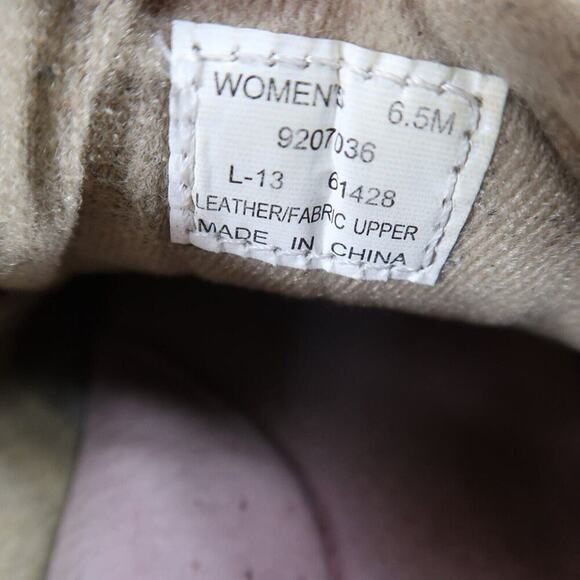 WOMEN'S 6.5M
9207036
L-13 61428
LEATHER/FABRIC UPPER
MADE IN CHINA